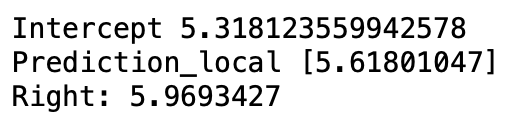 Intercept 5.318123559942578
Prediction_local [5.61801047]
Right: 5.9693427